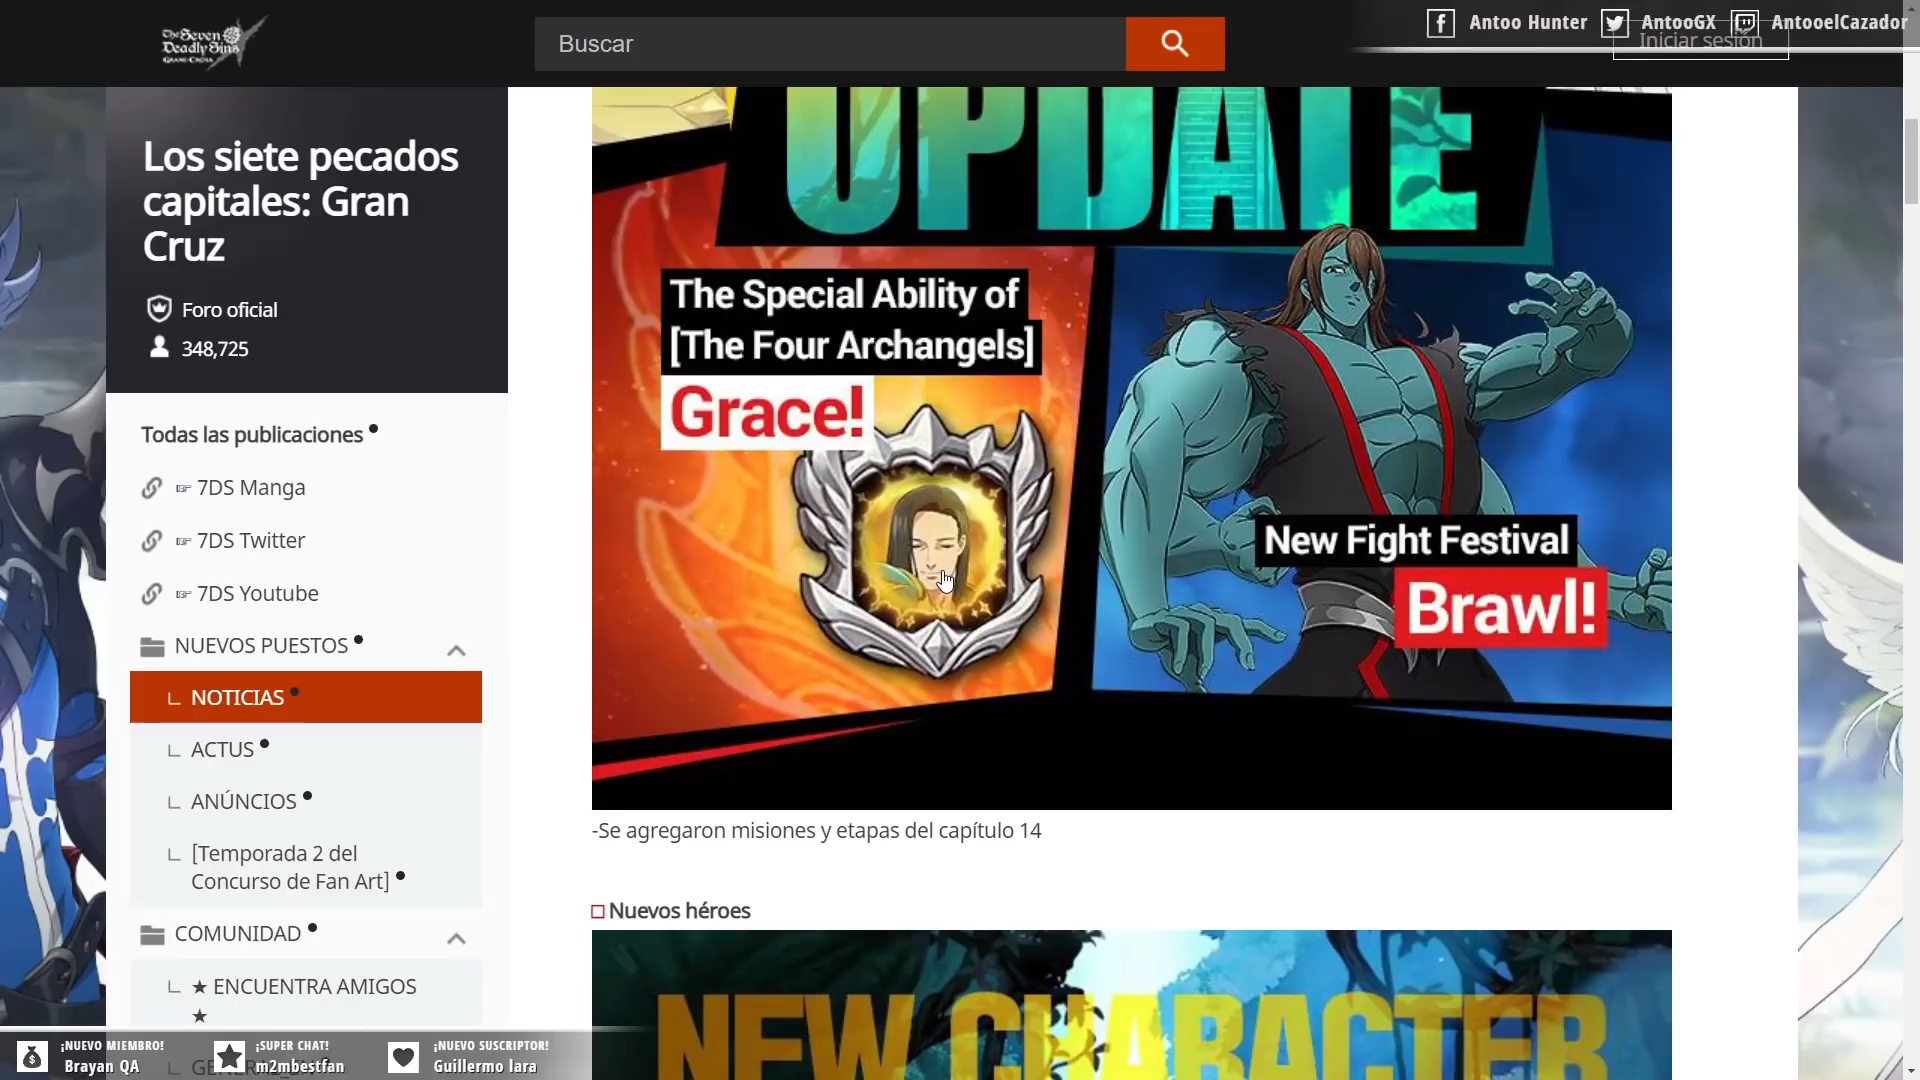 The Seven
Deadly Sins
GRAND CROSS
Buscar
Antoo Hunter
AntooGX
AntooelCazador
Iniciar sesión
Los siete pecados
capitales: Gran
Cruz
Foro oficial
348,725
Todas las publicaciones
☞ 7DS Manga
☞ 7DS Twitter
☞ 7DS Youtube
NUEVOS PUESTOS
NOTICIAS
ACTUS
ANÚNCIOS
[Temporada 2 del
Concurso de Fan Art]
COMUNIDAD
★ ENCUENTRA AMIGOS
★
UPDATE
The Special Ability of
[The Four Archangels]
Grace!
New Fight Festival
Brawl!
-Se agregaron misiones y etapas del capítulo 14
Nuevos héroes
NEW CHARACTER
¡NUEVO MIEMBRO!
Brayan QA
¡SUPER CHAT!
m2mbestfan
¡NUEVO SUSCRIPTOR!
Guillermo lara